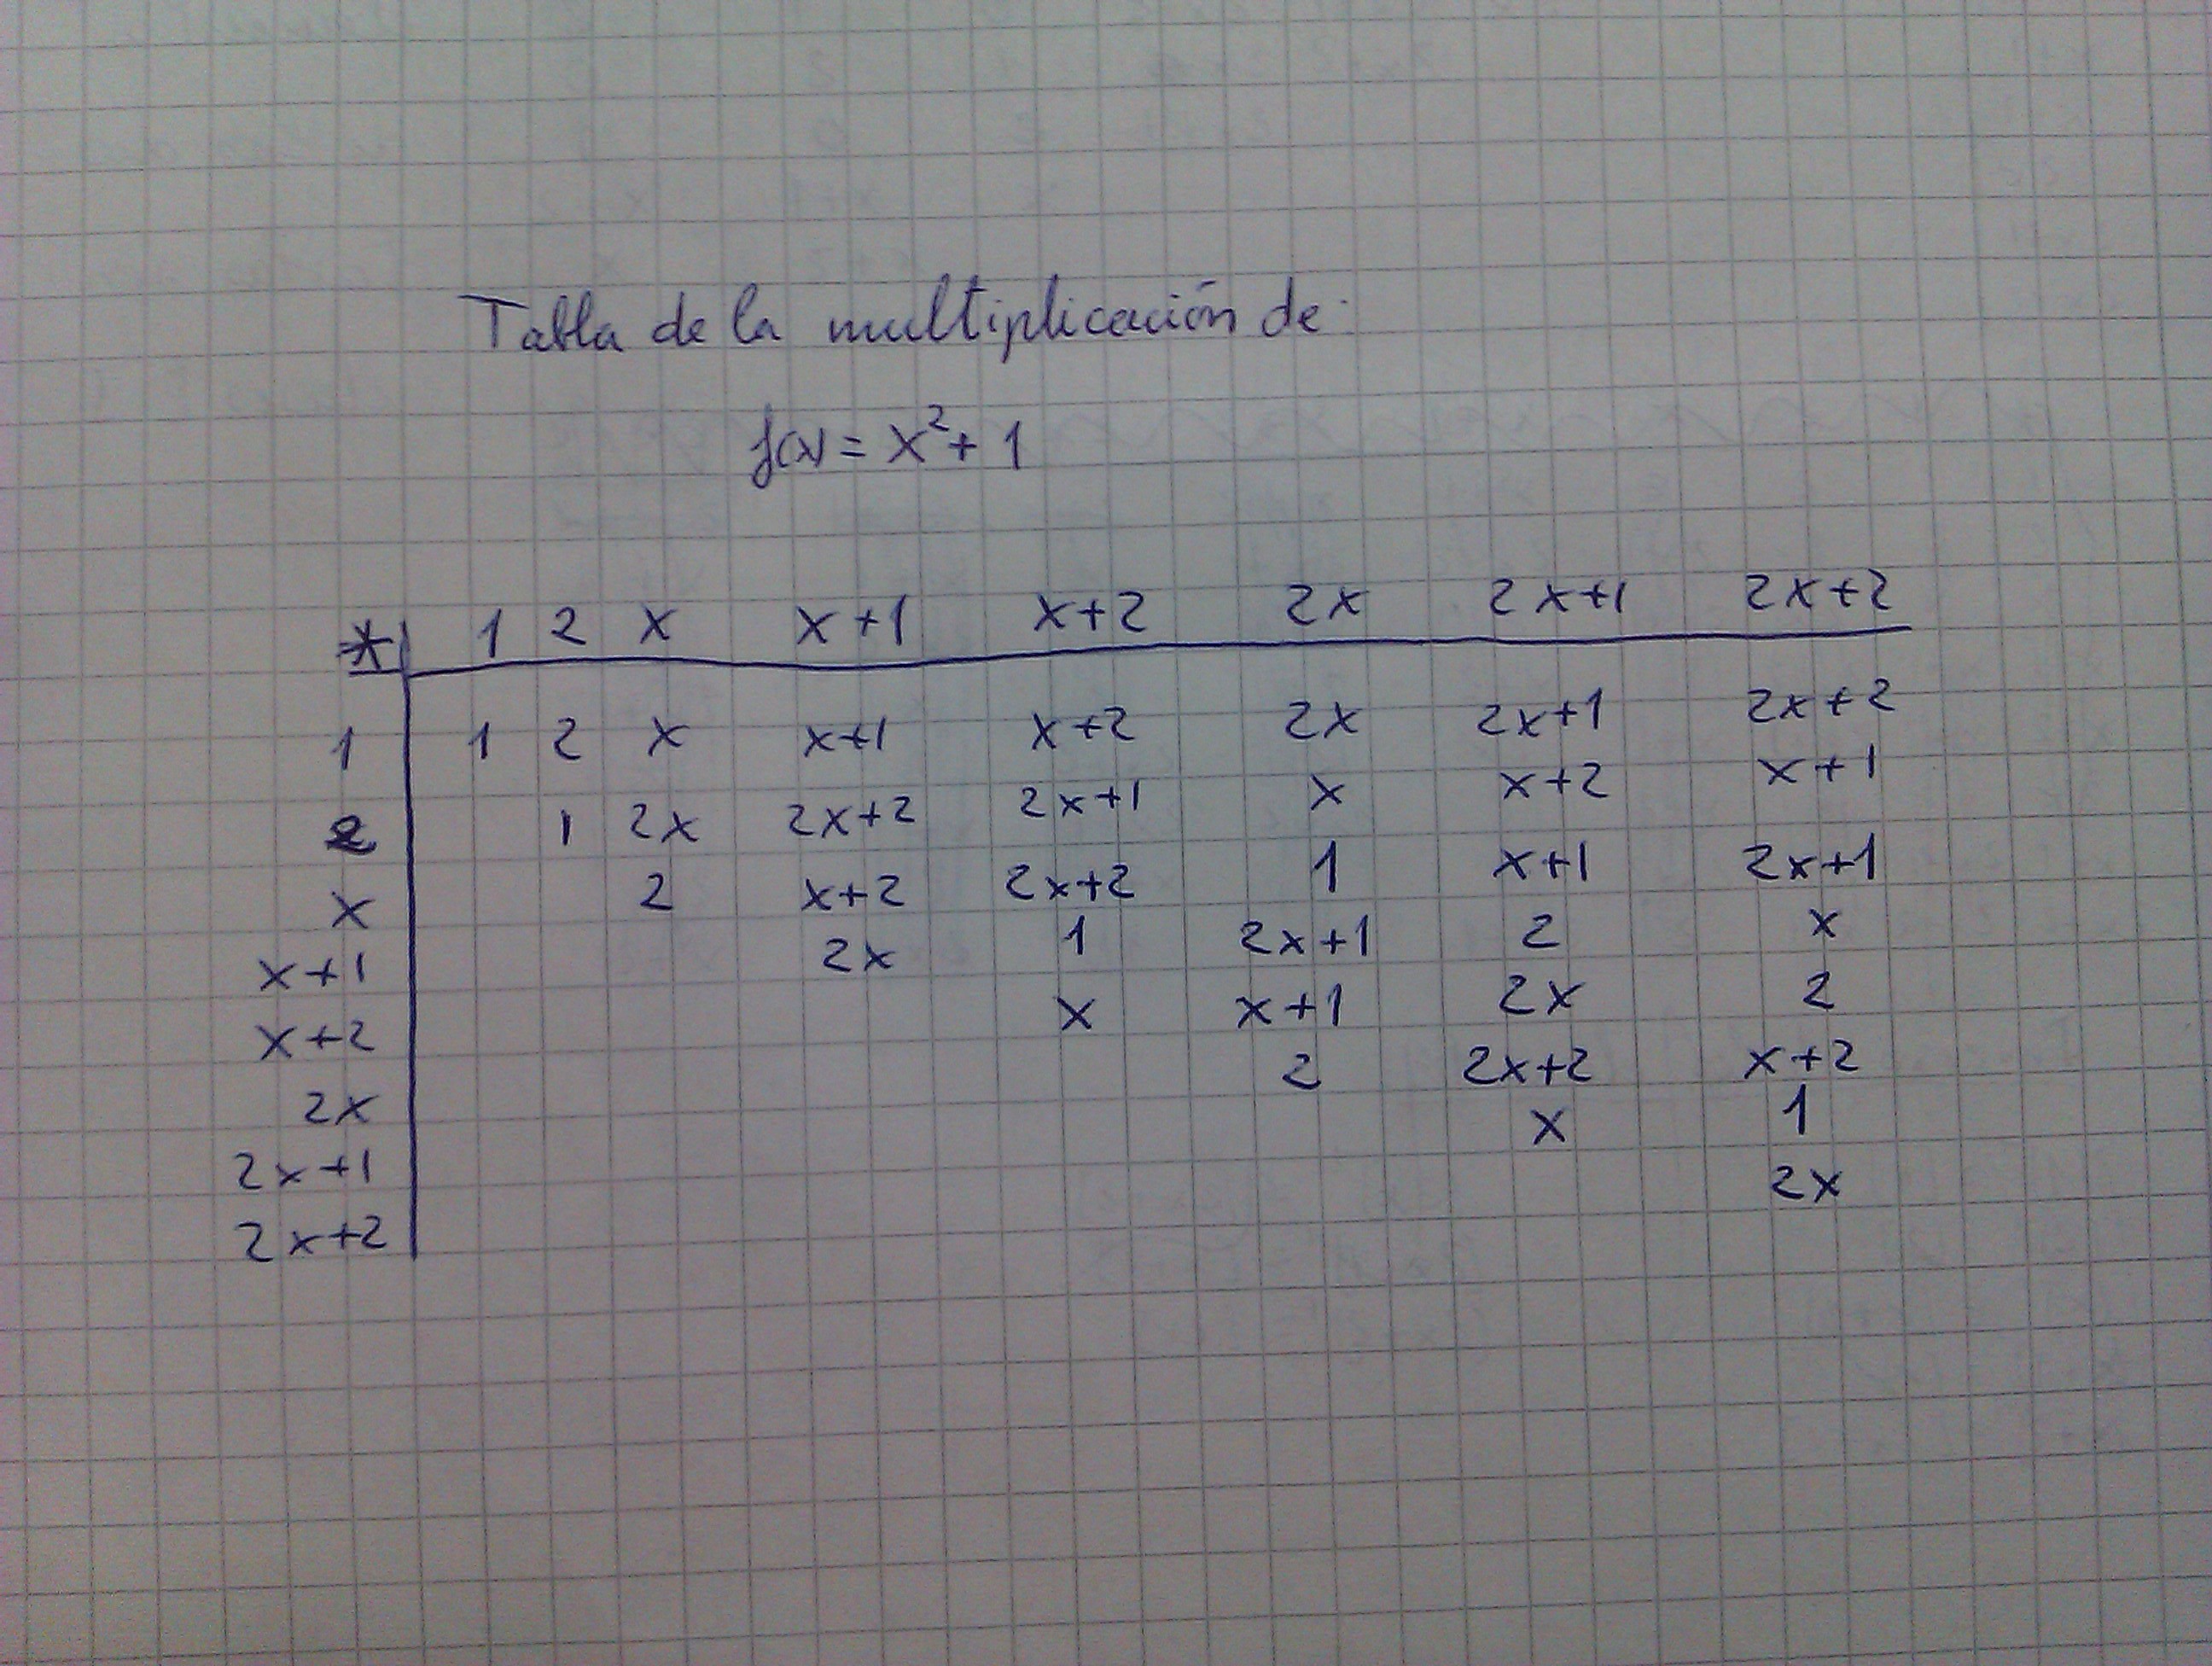 Tabla de la multiplicación de:
f(x) = x² + 1
* 1 2 x x+1 x+2 2x 2x+1 2x+2
1 1 2 x x+1 x+2 2x 2x+1 2x+2
2 1 2x 2x+2 2x+1 x x+2 x+1
x 2 x+2 2x+2 1 x+1 2x+1
x+1 2x 1 2x+1 2 x
x+2 x x+1 2x 2
2x 2 2x+2 x+2
2x+1 x 1
2x+2 2x